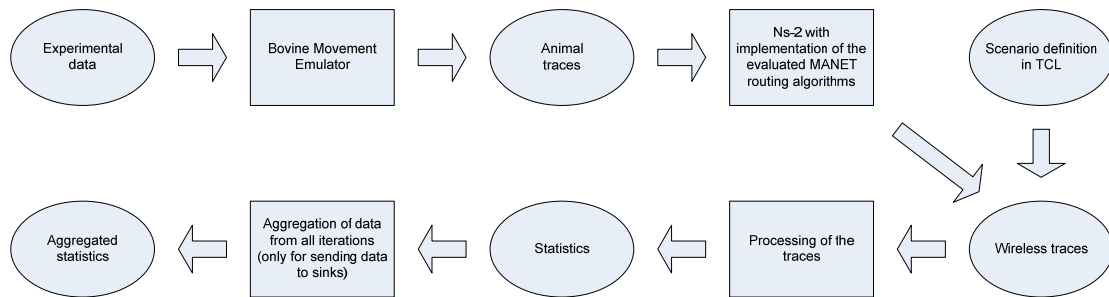 Experimental
data
Bovine Movement
Emulator
Animal
traces
Ns-2 with
implementation of the
evaluated MANET
routing algorithms
Scenario definition
in TCL
Aggregated
statistics
Aggregation of data
from all iterations
(only for sending data
to sinks)
Statistics
Processing of the
traces
Wireless traces